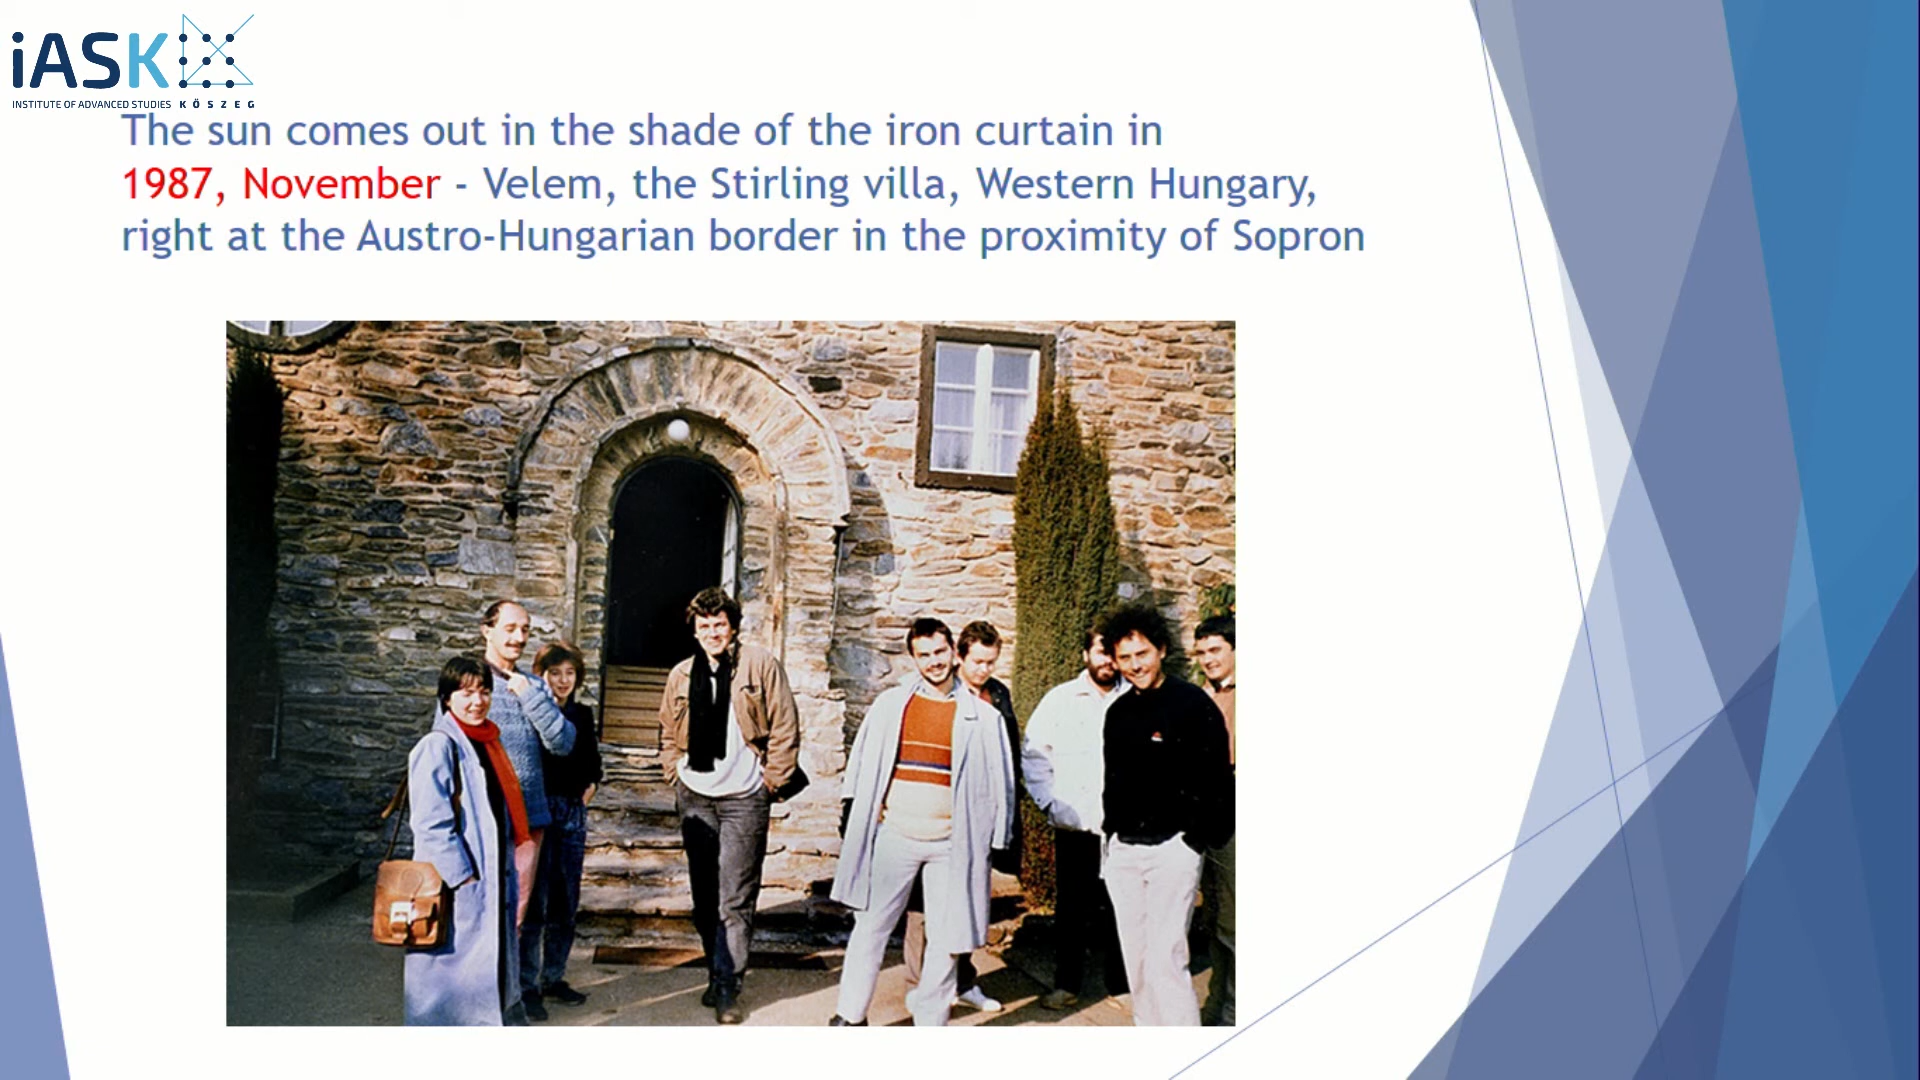 iASK
INSTITUTE OF ADVANCED STUDIES KŐSZEG
The sun comes out in the shade of the iron curtain in
1987, November - Velem, the Stirling villa, Western Hungary,
right at the Austro-Hungarian border in the proximity of Sopron